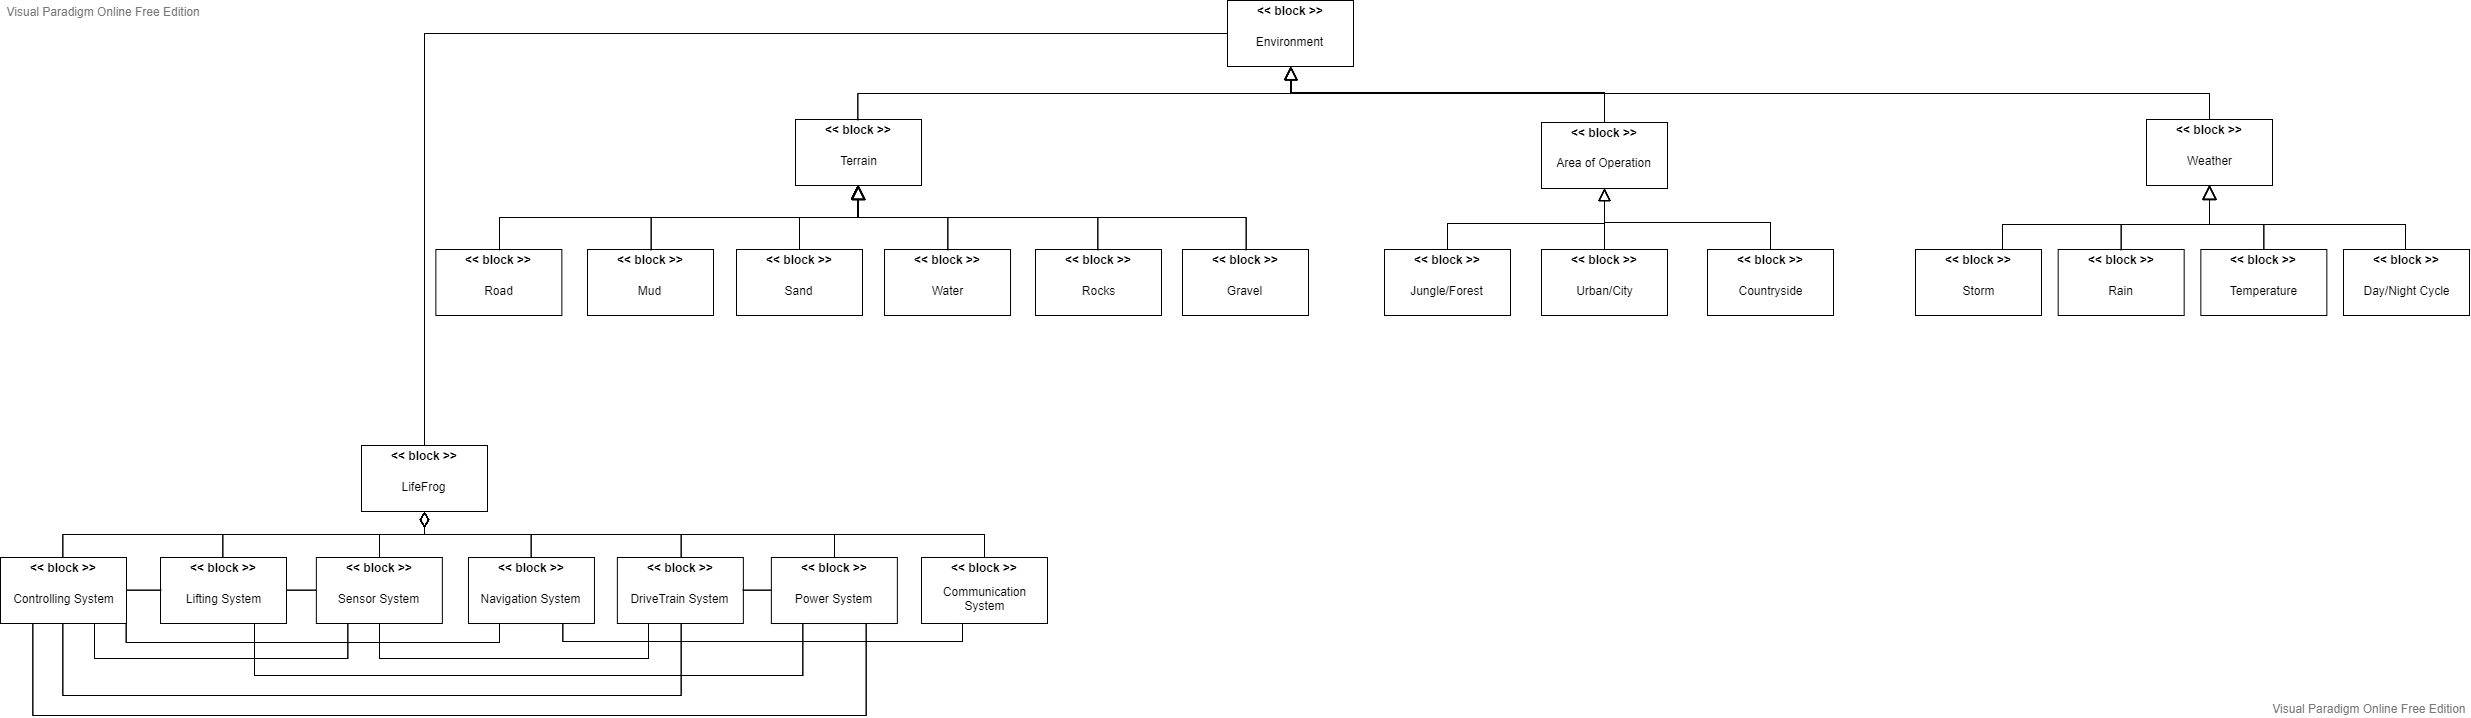 Visual Paradigm Online Free Edition
<< block >>
Environment
<< block >>
Terrain
<< block >>
Area of Operation
<< block >>
Weather
<< block >>
Road
<< block >>
Mud
<< block >>
Sand
<< block >>
Water
<< block >>
Rocks
<< block >>
Gravel
<< block >>
Jungle/Forest
<< block >>
Urban/City
<< block >>
Countryside
<< block >>
Storm
<< block >>
Rain
<< block >>
Temperature
<< block >>
Day/Night Cycle
<< block >>
LifeFrog
<< block >>
Controlling System
<< block >>
Lifting System
<< block >>
Sensor System
<< block >>
Navigation System
<< block >>
DriveTrain System
<< block >>
Power System
<< block >>
Communication
System
Visual Paradigm Online Free Edition